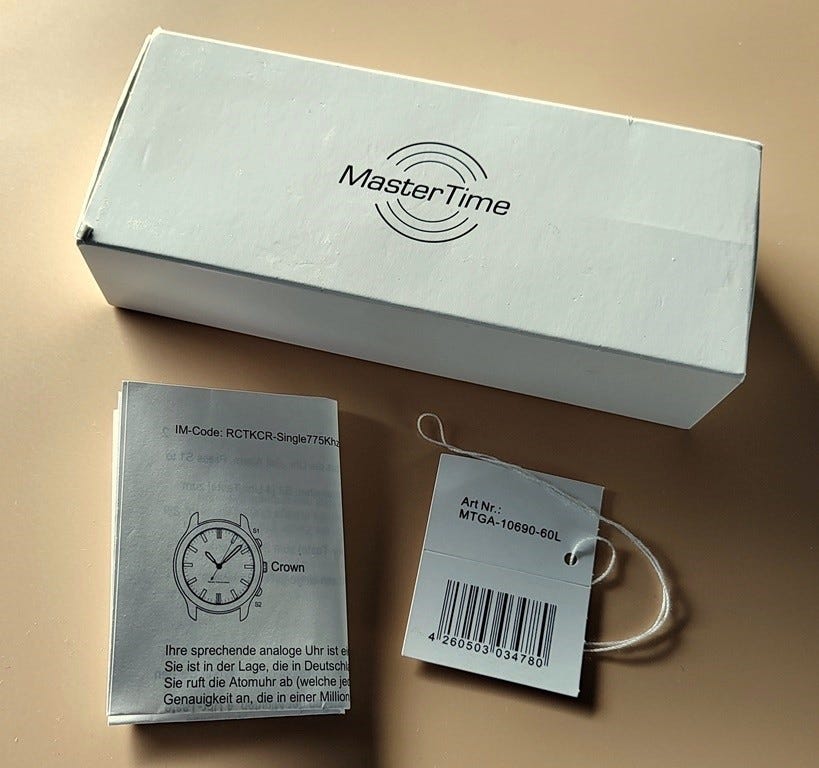 MasterTime
IM-Code: RCTKCR-Single775Khz
S1
Crown
S2
Ihre sprechende analoge Uhr ist
Sie ist in der Lage, die in
Sie ruft die Atomuhr ab (welche
Genauigkeit an, die in einer
Art Nr.:
MTGA-10690-60L
4 260503 034780